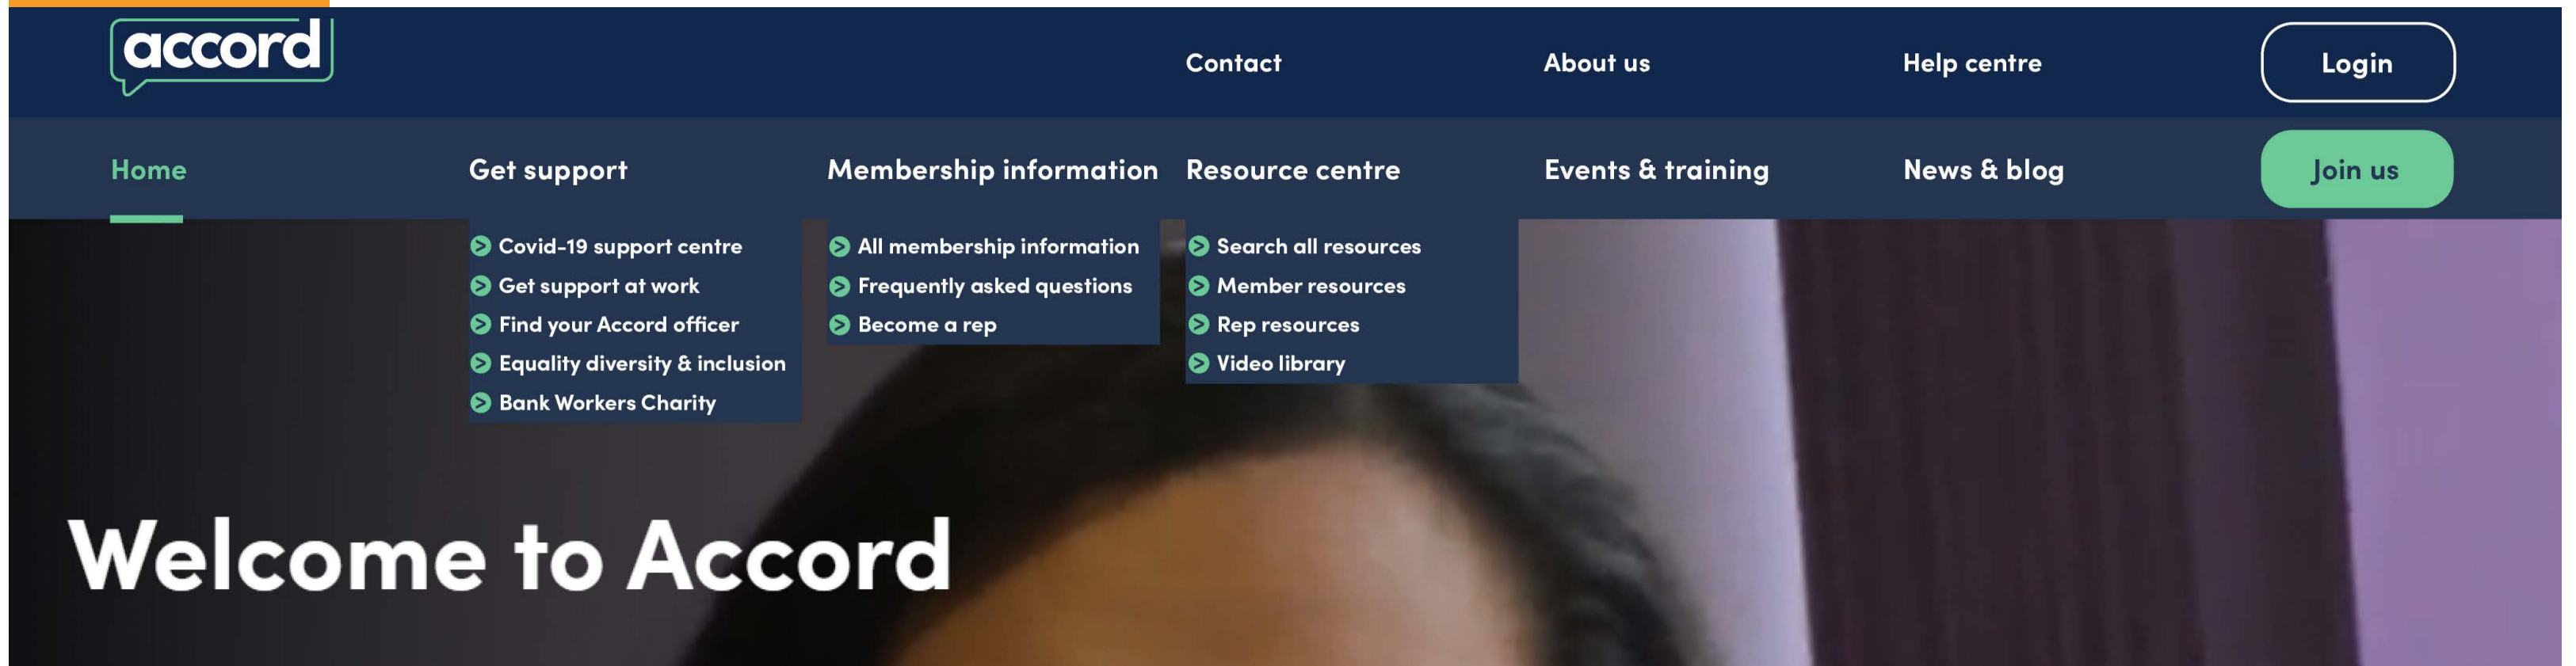 accord
Contact
About us
Help centre
Login
Home
Get support
Membership information
Resource centre
Events & training
News & blog
Join us
Covid-19 support centre
Get support at work
Find your Accord officer
Equality diversity & inclusion
Bank Workers Charity
All membership information
Frequently asked questions
Become a rep
Search all resources
Member resources
Rep resources
Video library
Welcome to Accord